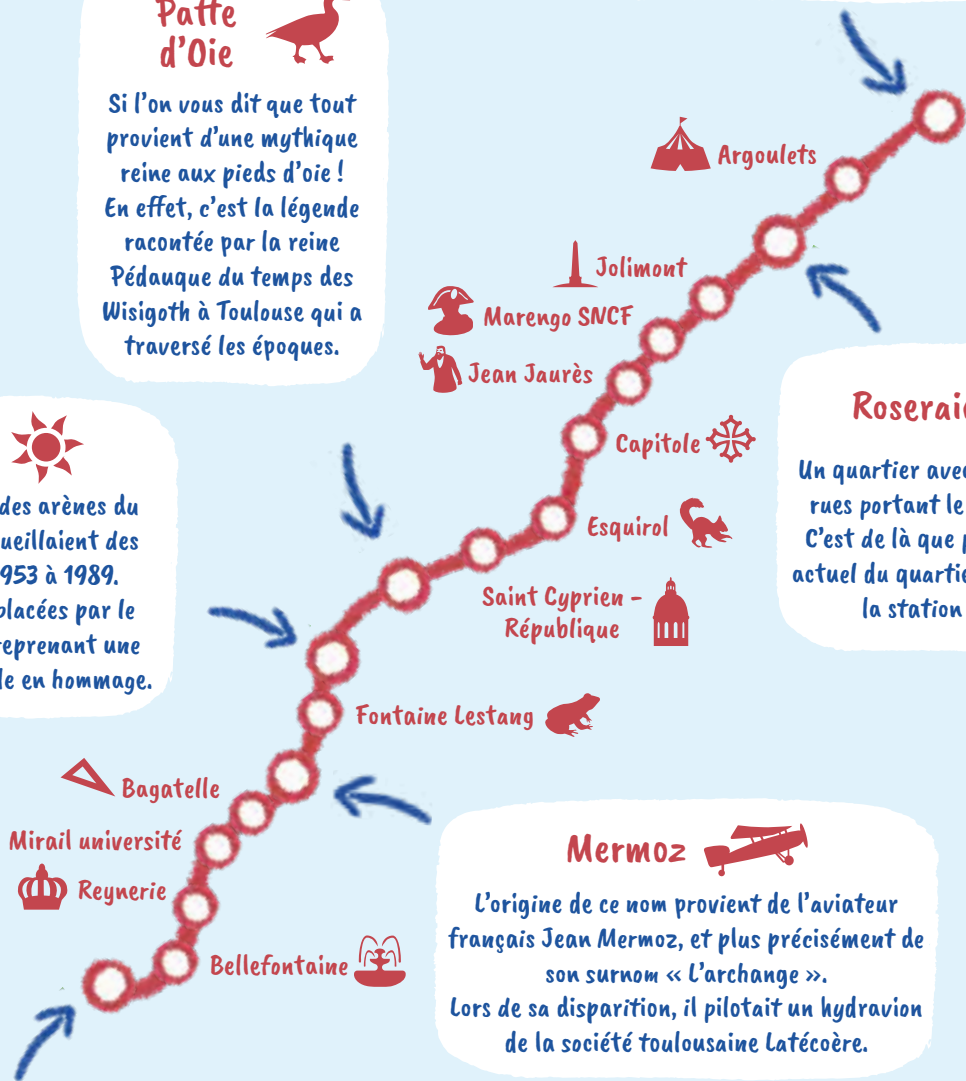 Patte
d'Oie
Si l'on vous dit que tout
provient d'une mythique
reine aux pieds d'oie !
En effet, c'est la légende
racontée par la reine
Pédauque du temps des
Wisigoth à Toulouse qui a
traversé les époques.
Argoulets
Jolimont
Marengo SNCF
Jean Jaurès
Capitole
Esquirol
Saint Cyprien -
République
Roseraie
Un quartier avec
rues portant le
C'est de là que
actuel du quartie
la station
des arènes du
ueillaient des
953 à 1989.
placées par le
reprenant une
le en hommage.
Fontaine Lestang
Bagatelle
Mirail université
Reynerie
Bellefontaine
Mermoz
L'origine de ce nom provient de l'aviateur
français Jean Mermoz, et plus précisément de
son surnom « L'archange ».
Lors de sa disparition, il pilotait un hydravion
de la société toulousaine Latécoère.